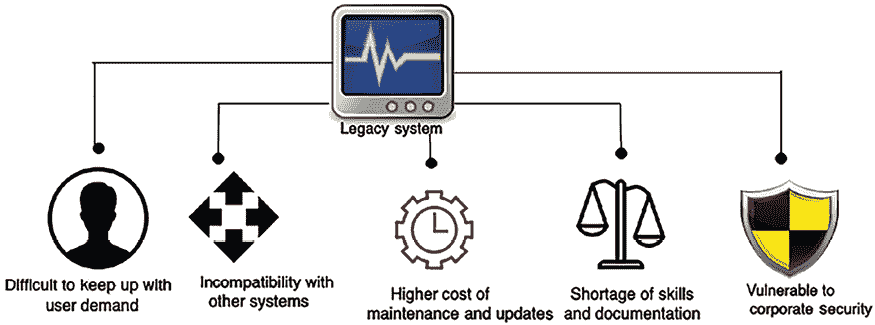 Legacy system
Difficult to keep up with
user demand
Incompatibility with
other systems
Higher cost of
maintenance and updates
Shortage of skills
and documentation
Vulnerable to
corporate security